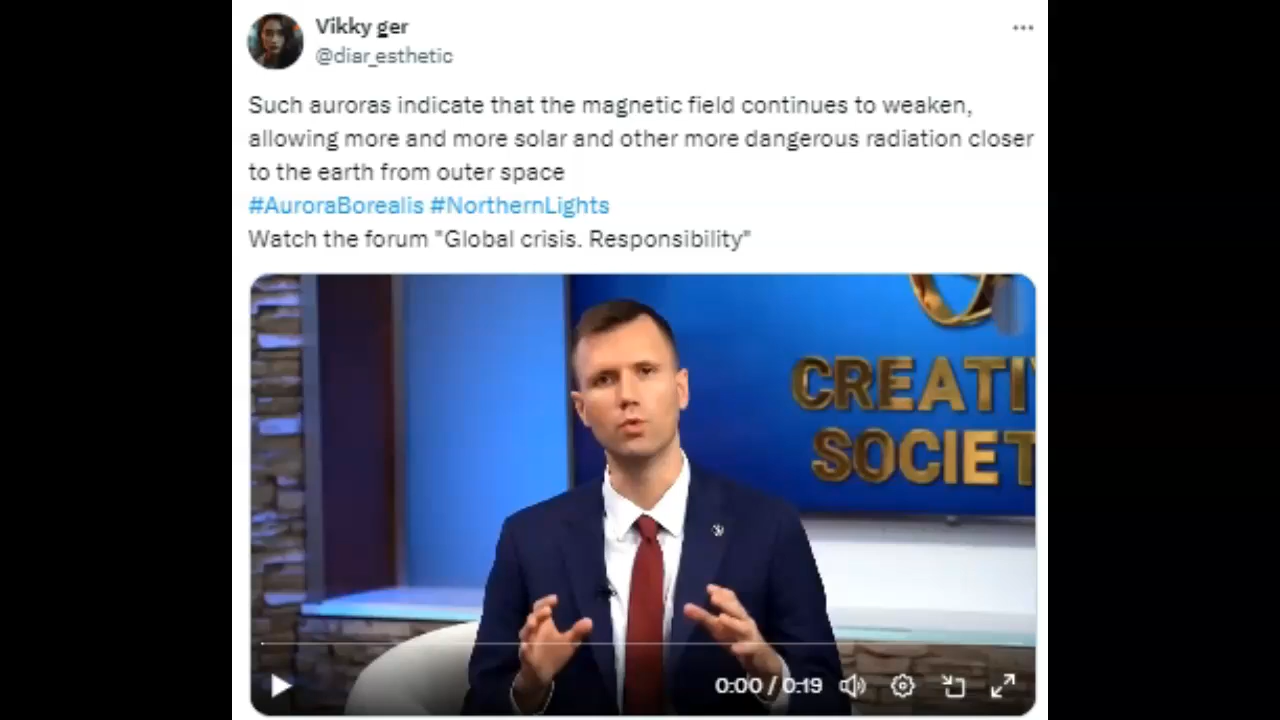 Vikky ger
@diar_esthetic
Such auroras indicate that the magnetic field continues to weaken,
allowing more and more solar and other more dangerous radiation closer
to the earth from outer space
#AuroraBorealis #NorthernLights
Watch the forum "Global crisis. Responsibility"
CREATI
SOCIET
0:00 / 0:19